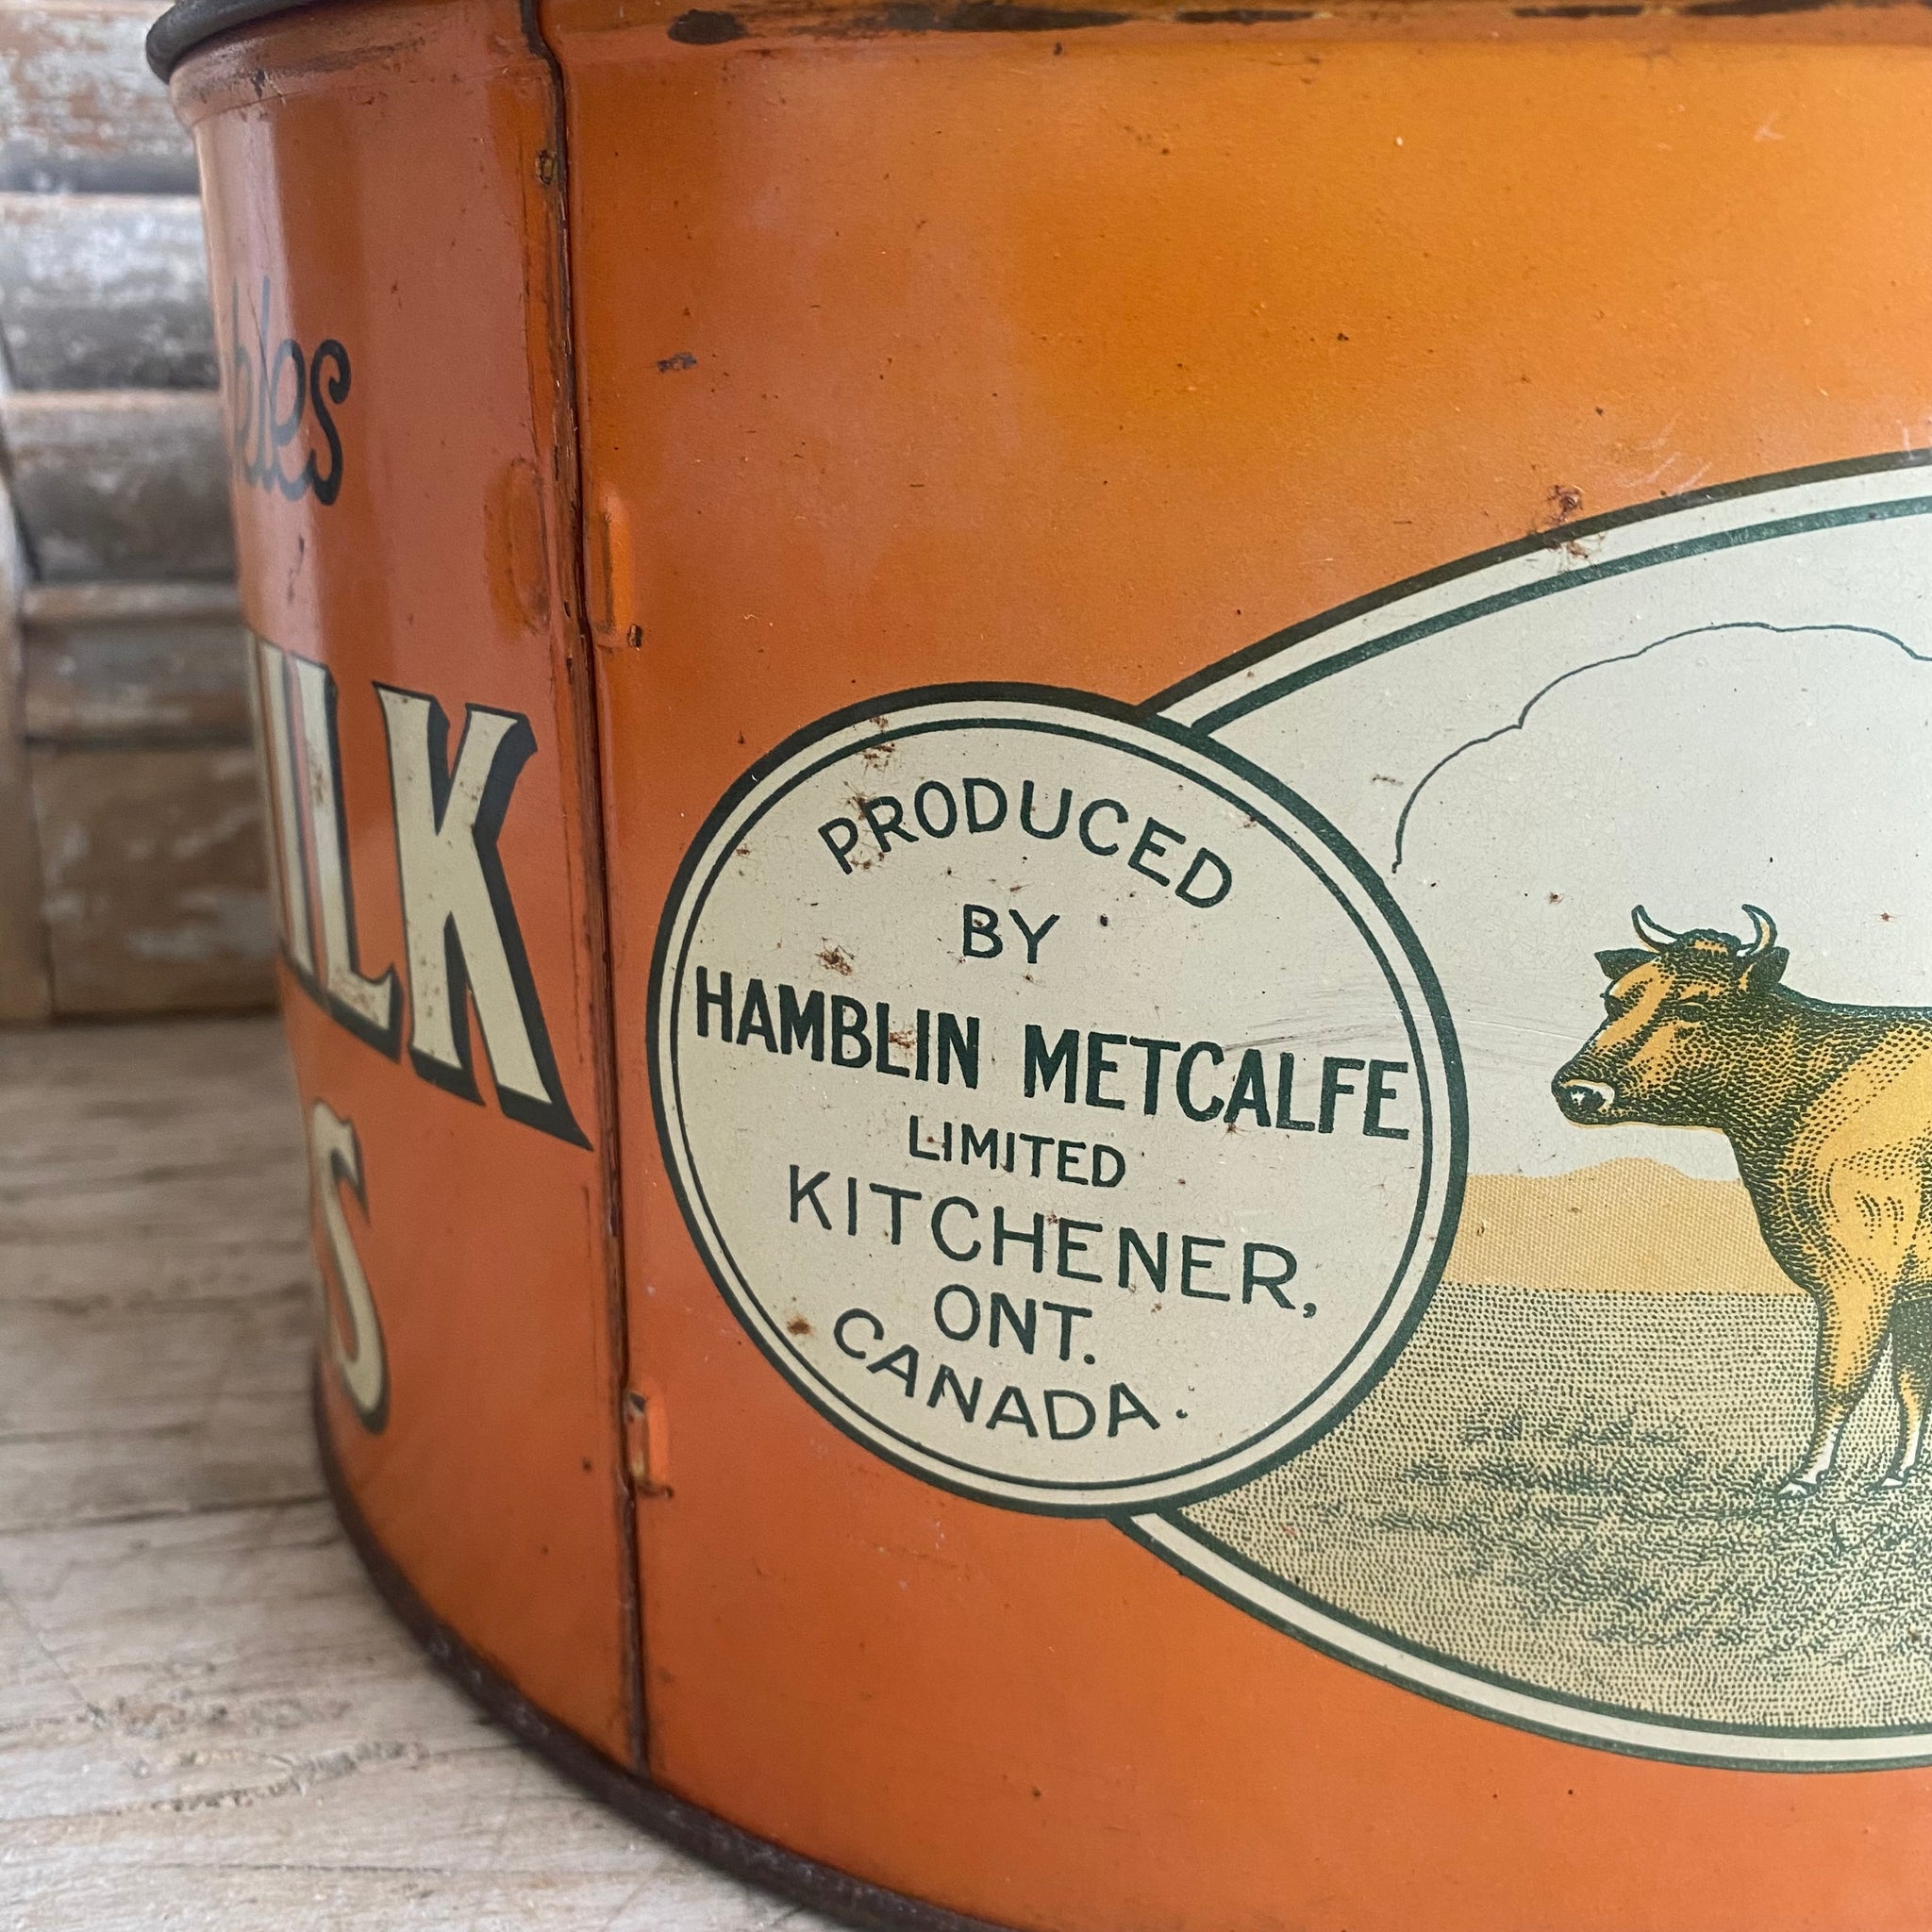 PRODUCED
BY
HAMBLIN METCALFE
LIMITED
KITCHENER,
ONT.
CANADA.